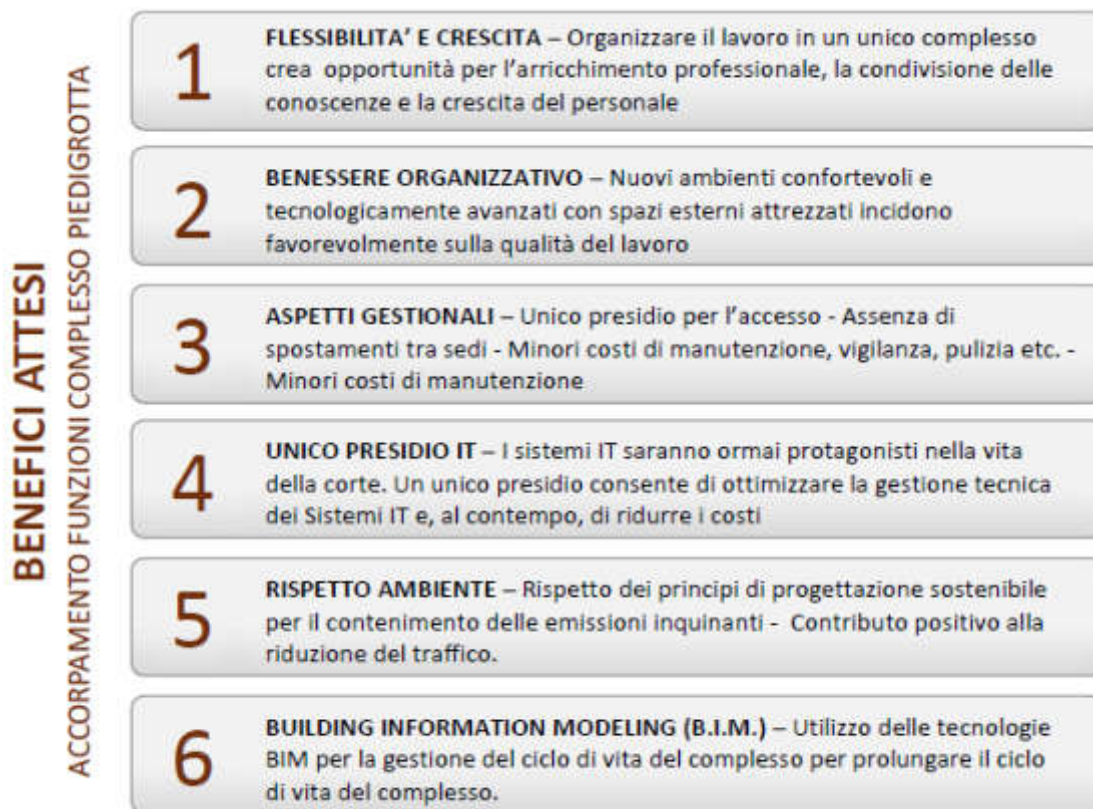 BENEFICI ATTESI
ACCORPAMENTO FUNZIONI COMPLESSO PIEDIGROTTA
1
FLESSIBILITA' E CRESCITA – Organizzare il lavoro in un unico complesso
crea opportunità per l'arricchimento professionale, la condivisione delle
conoscenze e la crescita del personale
2
BENESSERE ORGANIZZATIVO – Nuovi ambienti confortevoli e
tecnologicamente avanzati con spazi esterni attrezzati incidono
favorevolmente sulla qualità del lavoro
3
ASPETTI GESTIONALI – Unico presidio per l'accesso - Assenza di
spostamenti tra sedi - Minori costi di manutenzione, vigilanza, pulizia etc. -
Minori costi di manutenzione
4
UNICO PRESIDIO IT – I sistemi IT saranno ormai protagonisti nella vita
della corte. Un unico presidio consente di ottimizzare la gestione tecnica
dei Sistemi IT e, al contempo, di ridurre i costi
5
RISPETTO AMBIENTE – Rispetto dei principi di progettazione sostenibile
per il contenimento delle emissioni inquinanti - Contributo positivo alla
riduzione del traffico.
6
BUILDING INFORMATION MODELING (B.I.M.) – Utilizzo delle tecnologie
BIM per la gestione del ciclo di vita del complesso per prolungare il ciclo
di vita del complesso.